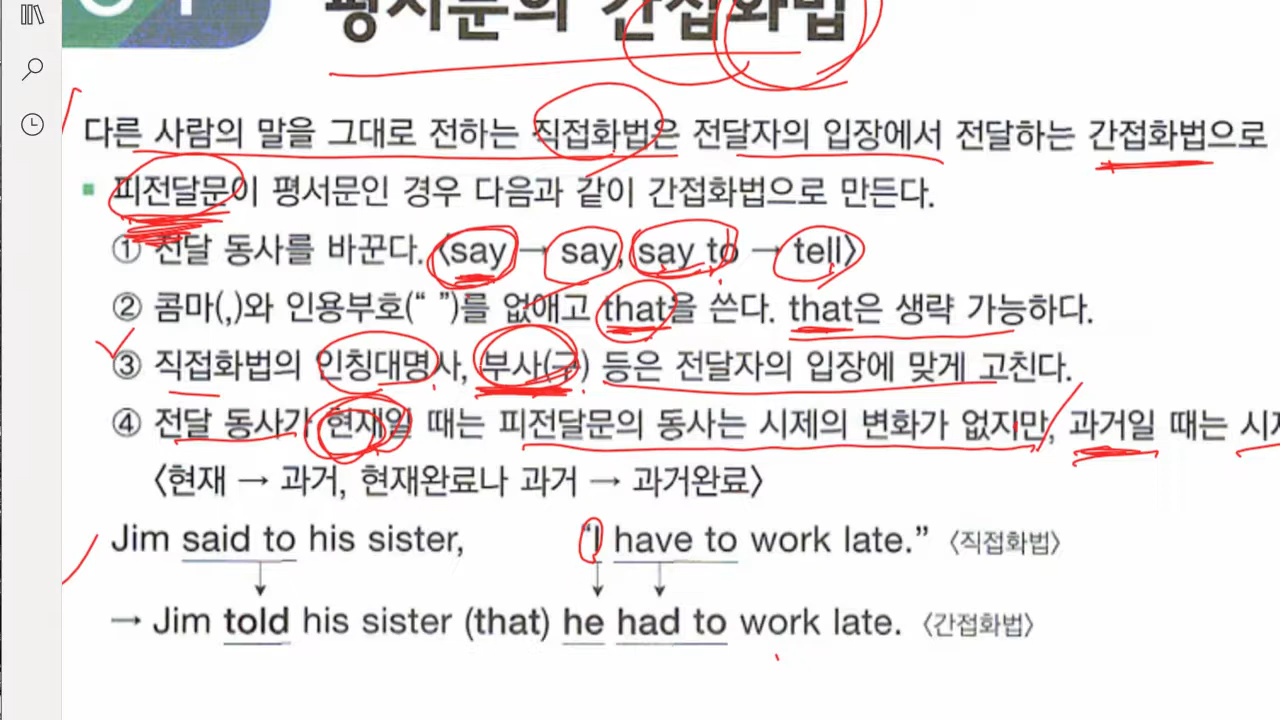 평서문의 간접화법
다른 사람의 말을 그대로 전하는 직접화법은 전달자의 입장에서 전달하는 간접화법으로
■ 피전달문이 평서문인 경우 다음과 같이 간접화법으로 만든다.
① 전달 동사를 바꾼다. 〈say → say, say to → tell〉
② 콤마(,)와 인용부호(“ ”)를 없애고 that을 쓴다. that은 생략 가능하다.
③ 직접화법의 인칭대명사, 부사(구) 등은 전달자의 입장에 맞게 고친다.
④ 전달 동사가 현재일 때는 피전달문의 동사는 시제의 변화가 없지만, 과거일 때는
〈현재 → 과거, 현재완료나 과거 → 과거완료〉
Jim said to his sister, “I have to work late.” 〈직접화법〉
→ Jim told his sister (that) he had to work late. 〈간접화법〉